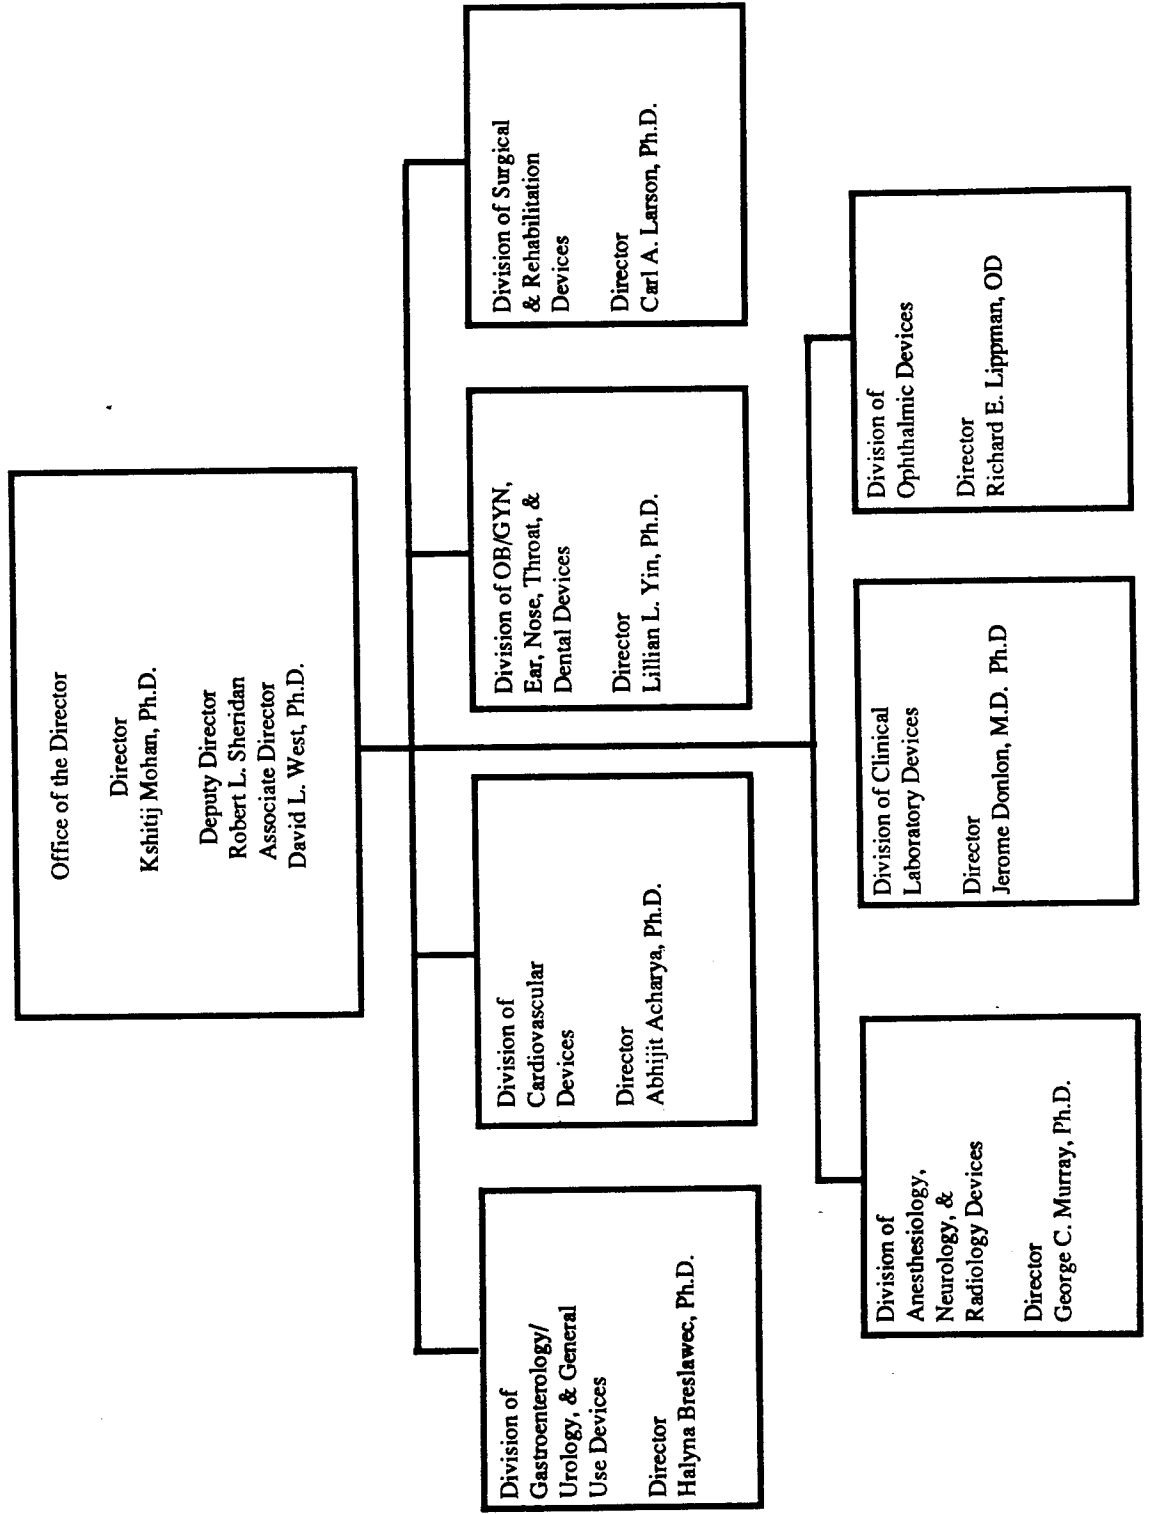 Office of the Director
Director
Kshitij Mohan, Ph.D.
Deputy Director
Robert L. Sheridan
Associate Director
David L. West, Ph.D.
Division of
Gastroenterology/
Urology, & General
Use Devices
Director
Halyna Breslawec, Ph.D.
Division of
Cardiovascular
Devices
Director
Abhijit Acharya, Ph.D.
Division of OB/GYN,
Ear, Nose, Throat, &
Dental Devices
Director
Lillian L. Yin, Ph.D.
Division of Surgical
& Rehabilitation
Devices
Director
Carl A. Larson, Ph.D.
Division of
Anesthesiology,
Neurology, &
Radiology Devices
Director
George C. Murray, Ph.D.
Division of Clinical
Laboratory Devices
Director
Jerome Donlon, M.D. Ph.D
Division of
Ophthalmic Devices
Director
Richard E. Lippman, OD